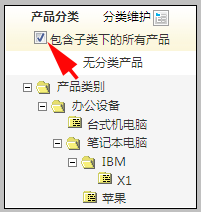 产品分类 分类维护
包含子类下的所有产品
无分类产品
产品类别
办公设备
台式机电脑
笔记本电脑
IBM
X1
苹果